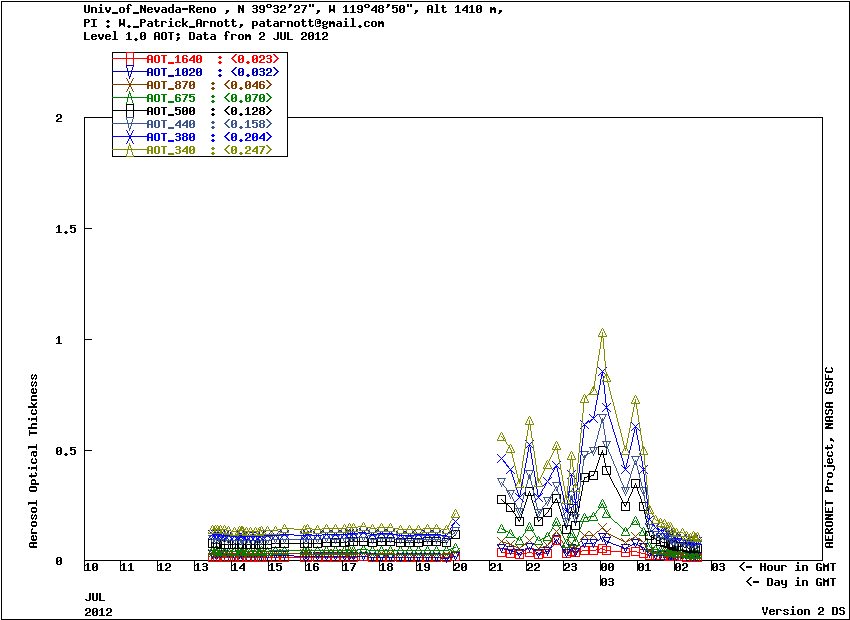 Univ_of_Nevada-Reno , N 39°32'27", W 119°48'50", Alt 1410 m,
PI : W._Patrick_Arnott, patarnott@gmail.com
Level 1.0 AOT; Data from 2 JUL 2012
AOT_1640 : <0.023>
AOT_1020 : <0.032>
AOT_870 : <0.046>
AOT_675 : <0.070>
AOT_500 : <0.128>
AOT_440 : <0.158>
AOT_380 : <0.204>
AOT_340 : <0.247>
2
1.5
1
0.5
0
Aerosol Optical Thickness
AERONET Project, NASA GSFC
10 11 12 13 14 15 16 17 18 19 20 21 22 23 00 01 02 03 <- Hour in GMT
03 <- Day in GMT
JUL
2012
Version 2 DS